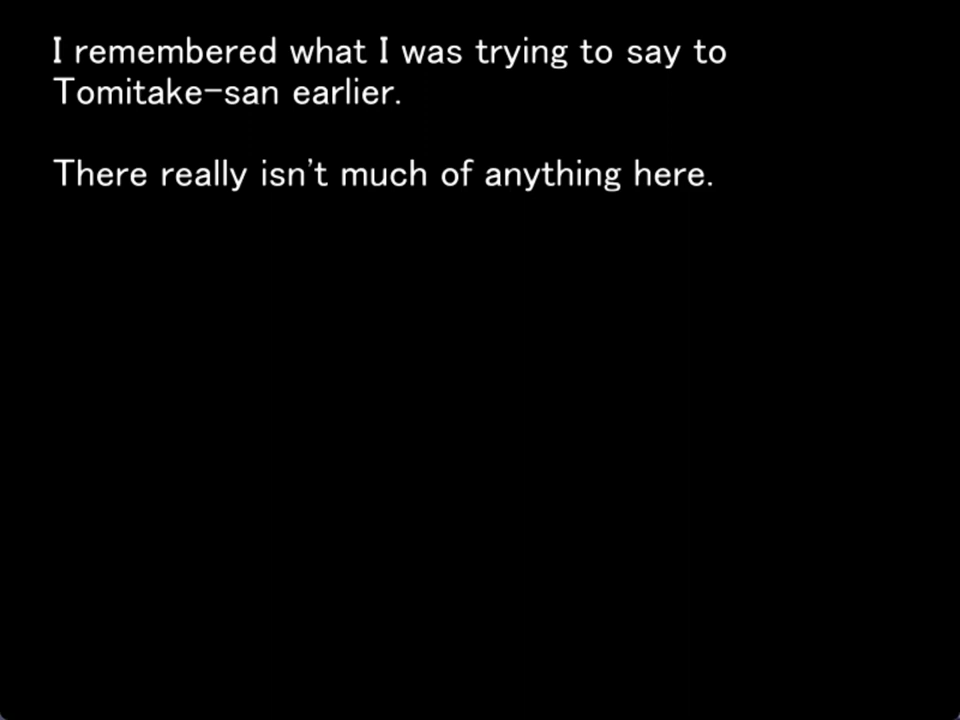 I remembered what I was trying to say to
Tomitake-san earlier.
There really isn't much of anything here.